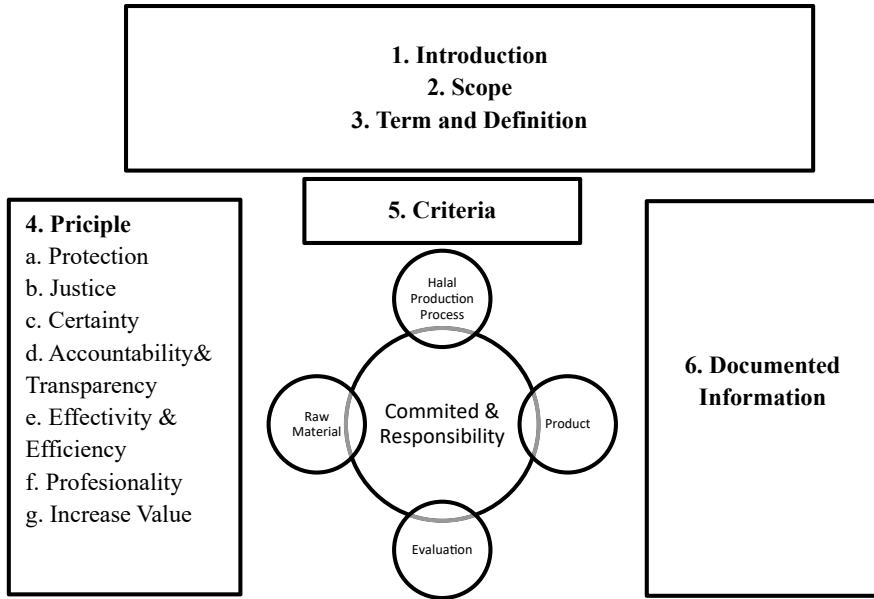 1. Introduction
2. Scope
3. Term and Definition
4. Priciple
a. Protection
b. Justice
c. Certainty
d. Accountability&
Transparency
e. Effectivity &
Efficiency
f. Profesionality
g. Increase Value
5. Criteria
Halal
Production
Process
Raw
Material
Commited &
Responsibility
Product
Evaluation
6. Documented
Information